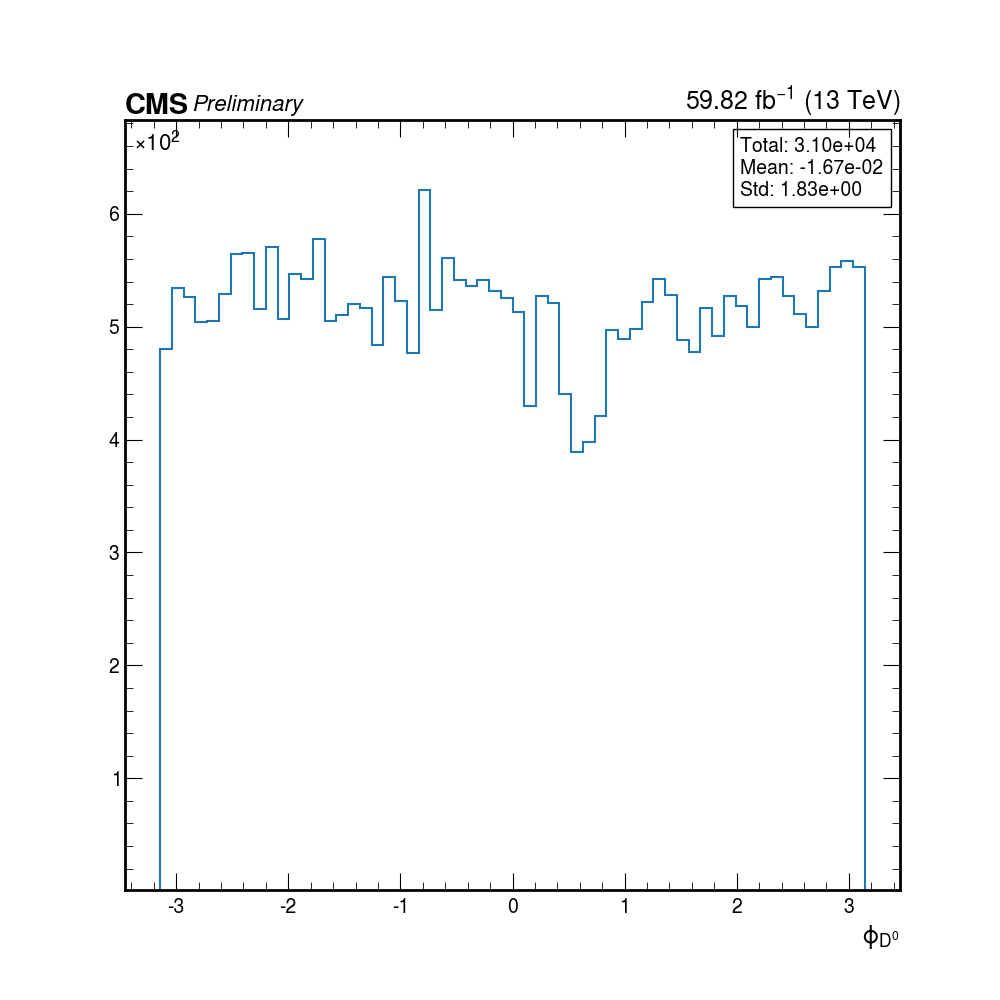 CMS Preliminary
59.82 fb⁻¹ (13 TeV)
×10²
Total: 3.10e+04
Mean: -1.67e-02
Std: 1.83e+00
6
5
4
3
2
1
-3 -2 -1 0 1 2 3
ϕD⁰